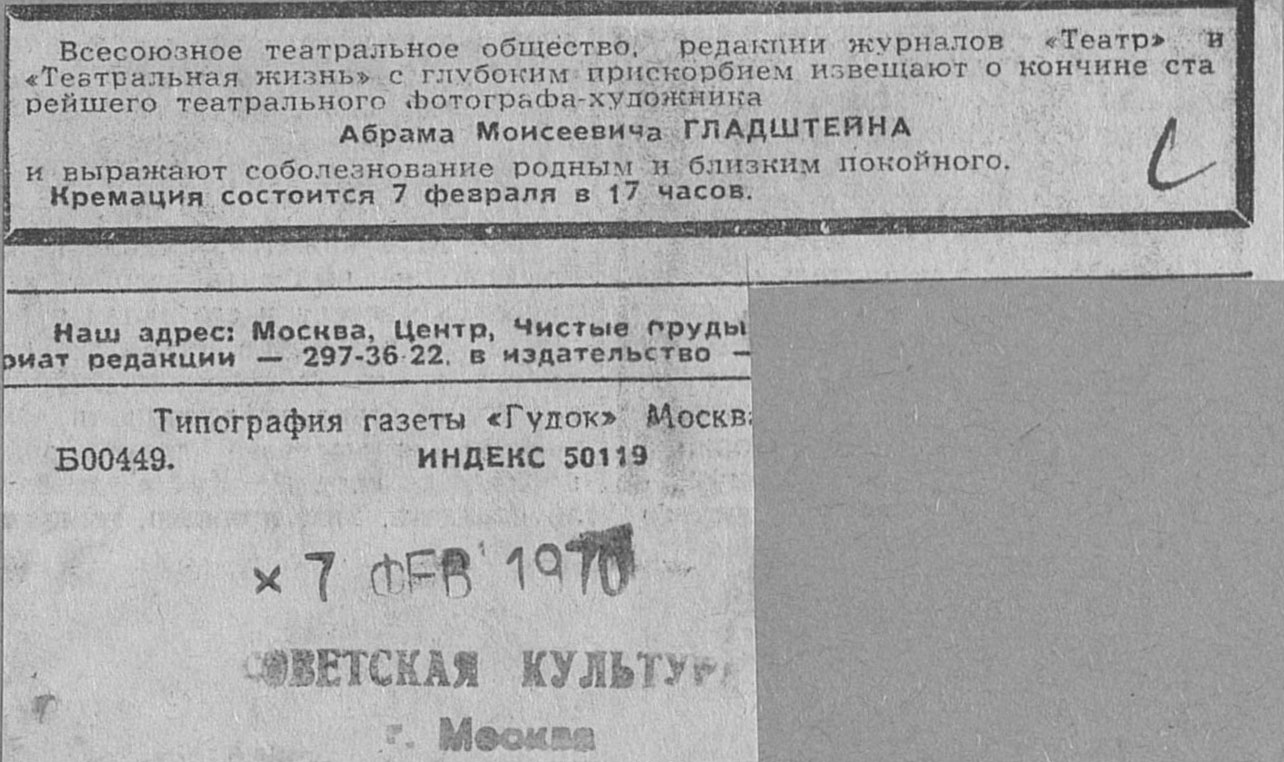 Всесоюзное театральное общество, редакции журналов «Театр» и
«Театральная жизнь» с глубоким прискорбием извещают о кончине ста
рейшего театрального фотографа-художника
Абрама Моисеевича ГЛАДШТЕЙНА
и выражают соболезнование родным и близким покойного.
Кремация состоится 7 февраля в 17 часов.
С
Наш адрес: Москва, Центр, Чистые пруды
риат редакции — 297-36-22. в издательство —
Типография газеты «Гудок» Москва
Б00449. ИНДЕКС 50119
× 7 ФЕВ 1970
СОВЕТСКАЯ КУЛЬТУРА
г. Москва